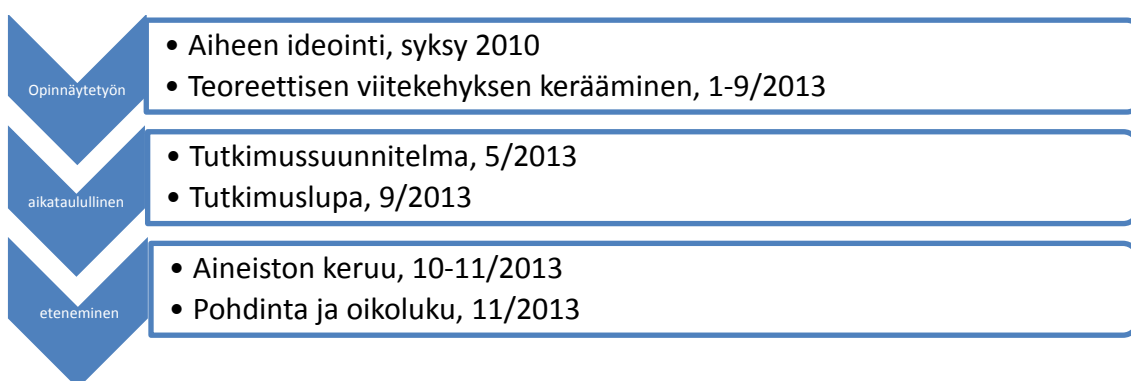 Opinnäytetyön
• Aiheen ideointi, syksy 2010
• Teoreettisen viitekehyksen kerääminen, 1-9/2013
aikataulullinen
• Tutkimussuunnitelma, 5/2013
• Tutkimuslupa, 9/2013
eteneminen
• Aineiston keruu, 10-11/2013
• Pohdinta ja oikoluku, 11/2013